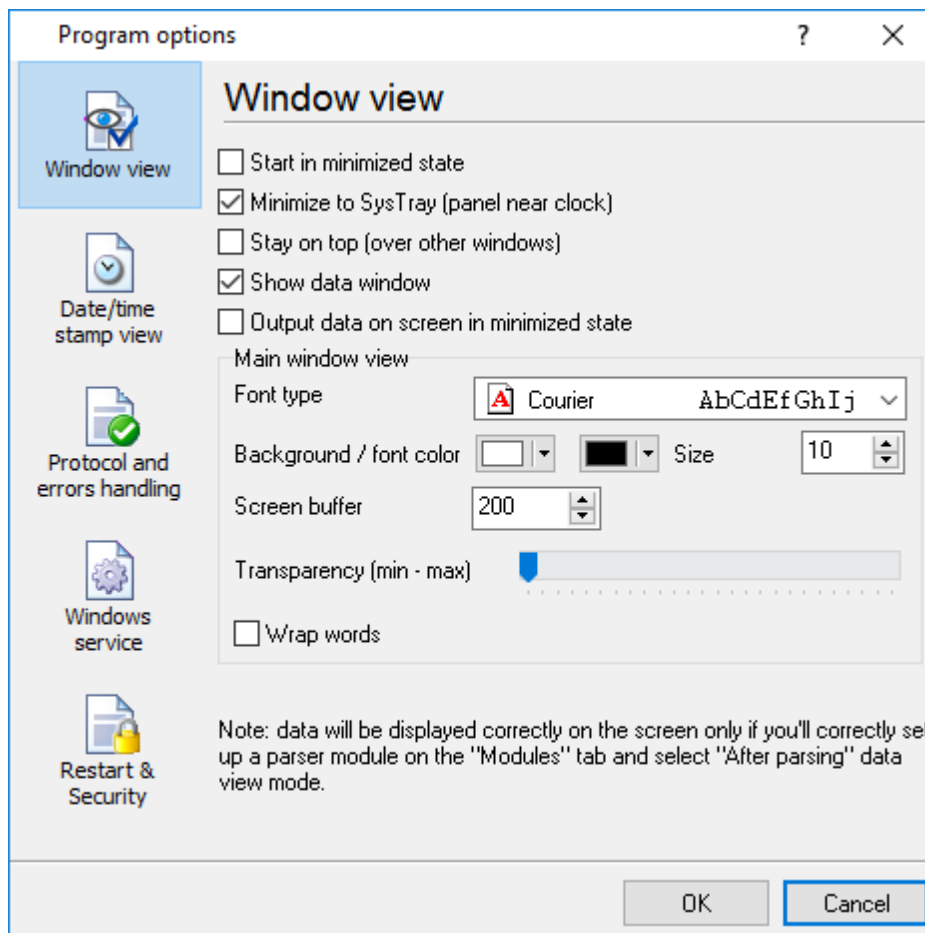 Program options
?
Window view
Window view
Start in minimized state
Minimize to SysTray (panel near clock)
Stay on top (over other windows)
Show data window
Output data on screen in minimized state
Date/time
stamp view
Main window view
Font type
Courier AbCdEfGhIj
Background / font color
Size
10
Protocol and
errors handling
Screen buffer
200
Transparency (min - max)
Windows
service
Wrap words
Note: data will be displayed correctly on the screen only if you'll correctly set
up a parser module on the "Modules" tab and select "After parsing" data
view mode.
Restart &
Security
OK
Cancel